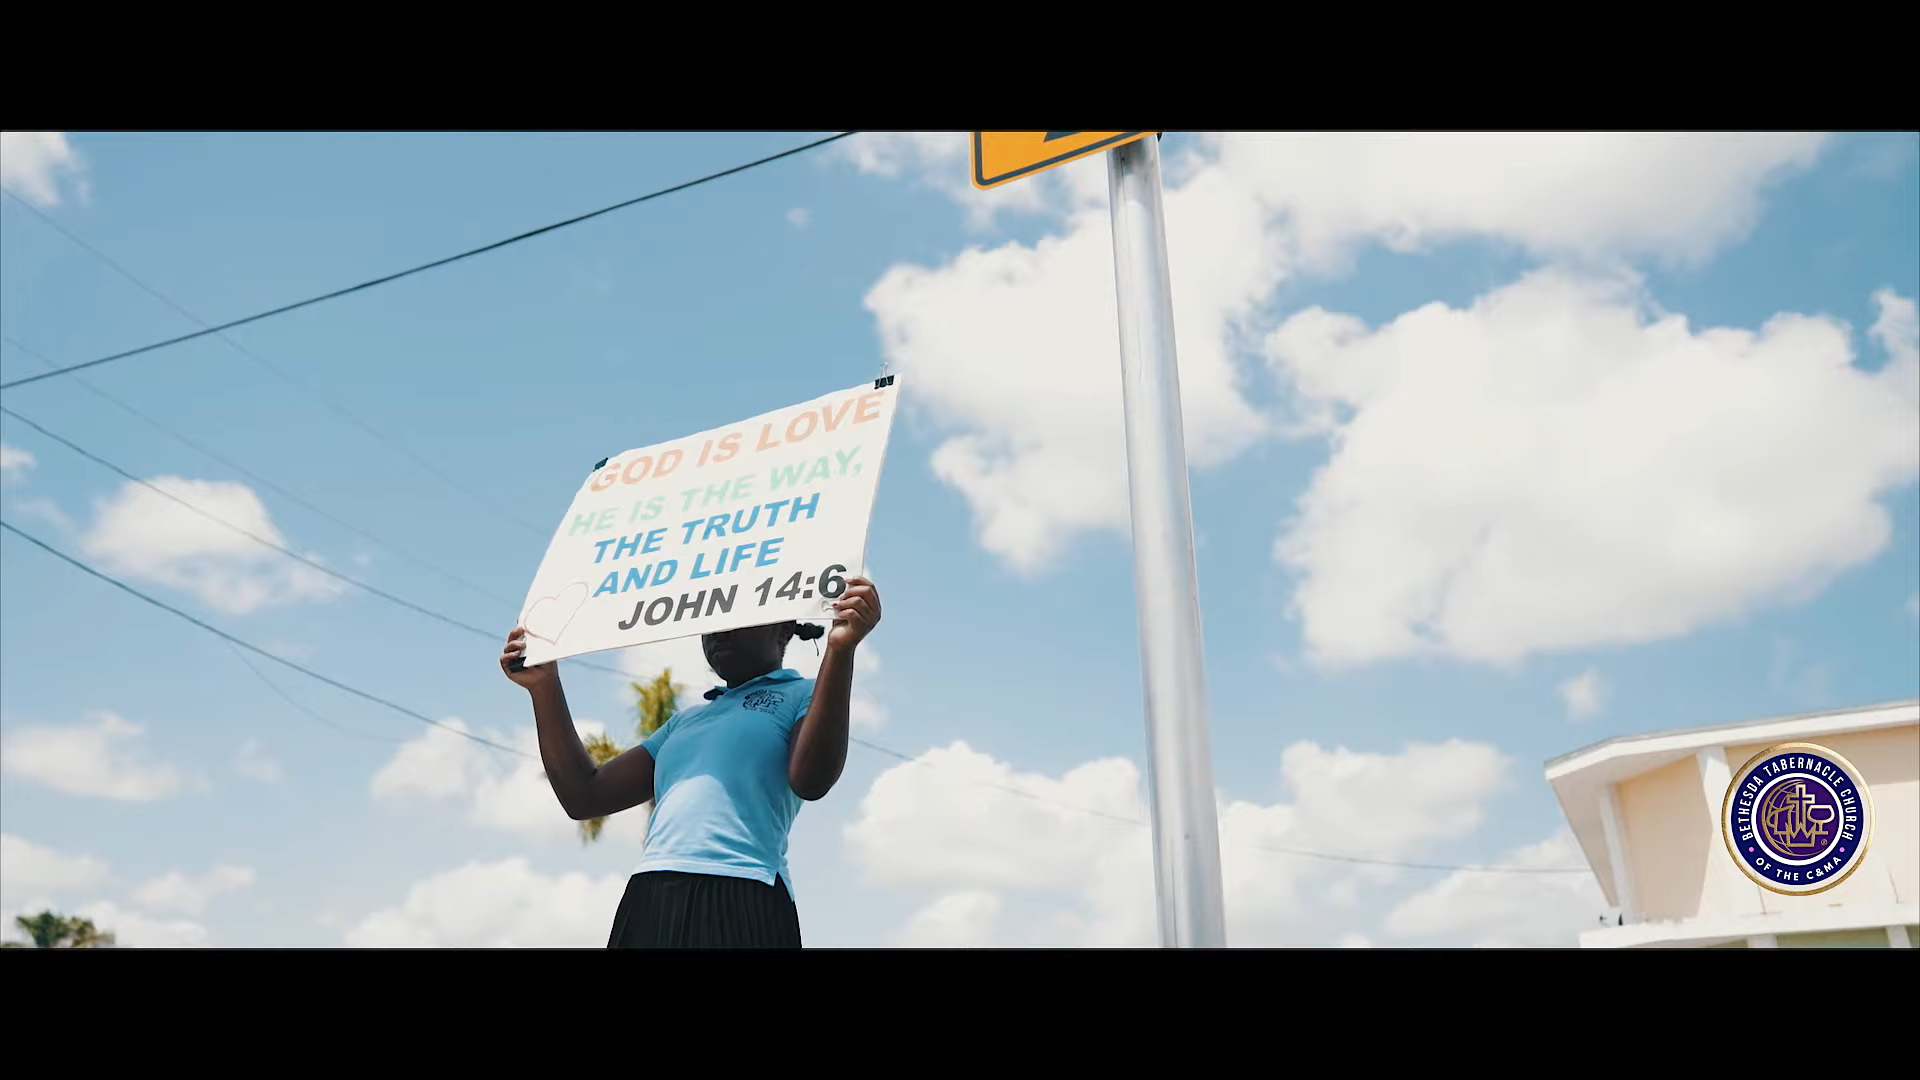 GOD IS LOVE
HE IS THE WAY,
THE TRUTH
AND LIFE
JOHN 14:6
BETHESDA TABERNACLE CHURCH
OF THE C&MA